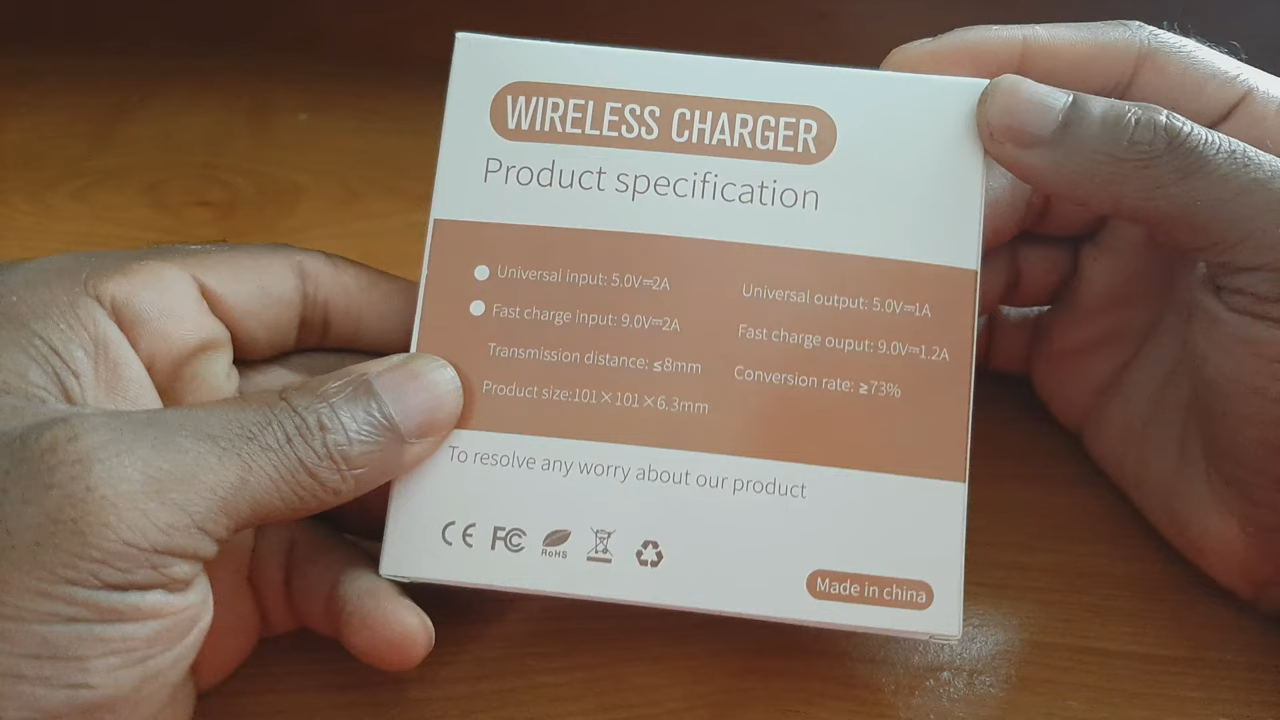 WIRELESS CHARGER
Product specification
Universal input: 5.0V⎓2A
Fast charge input: 9.0V⎓2A
Transmission distance: ≤8mm
Product size:101×101×6.3mm
Universal output: 5.0V⎓1A
Fast charge ouput: 9.0V⎓1.2A
Conversion rate: ≥73%
To resolve any worry about our product
CE FC RoHS
Made in china